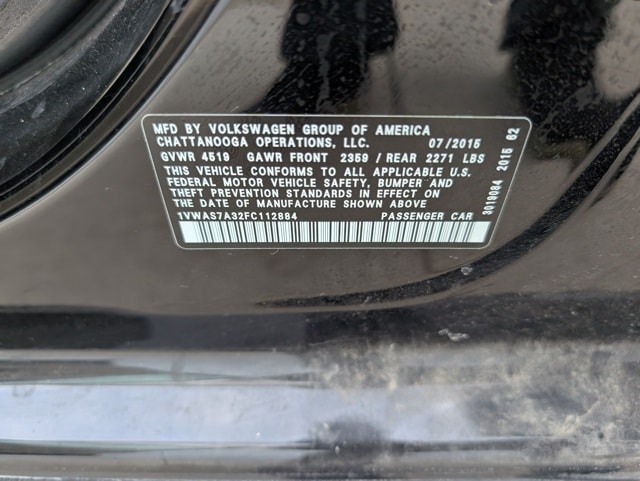 MFD BY VOLKSWAGEN GROUP OF AMERICA
CHATTANOOGA OPERATIONS, LLC. 07/2015
GVWR 4519 GAWR FRONT 2359 / REAR 2271 LBS
THIS VEHICLE CONFORMS TO ALL APPLICABLE U.S.
FEDERAL MOTOR VEHICLE SAFETY, BUMPER AND
THEFT PREVENTION STANDARDS IN EFFECT ON
THE DATE OF MANUFACTURE SHOWN ABOVE
1VWAS7A32FC112884 PASSENGER CAR
3019084 2015 62